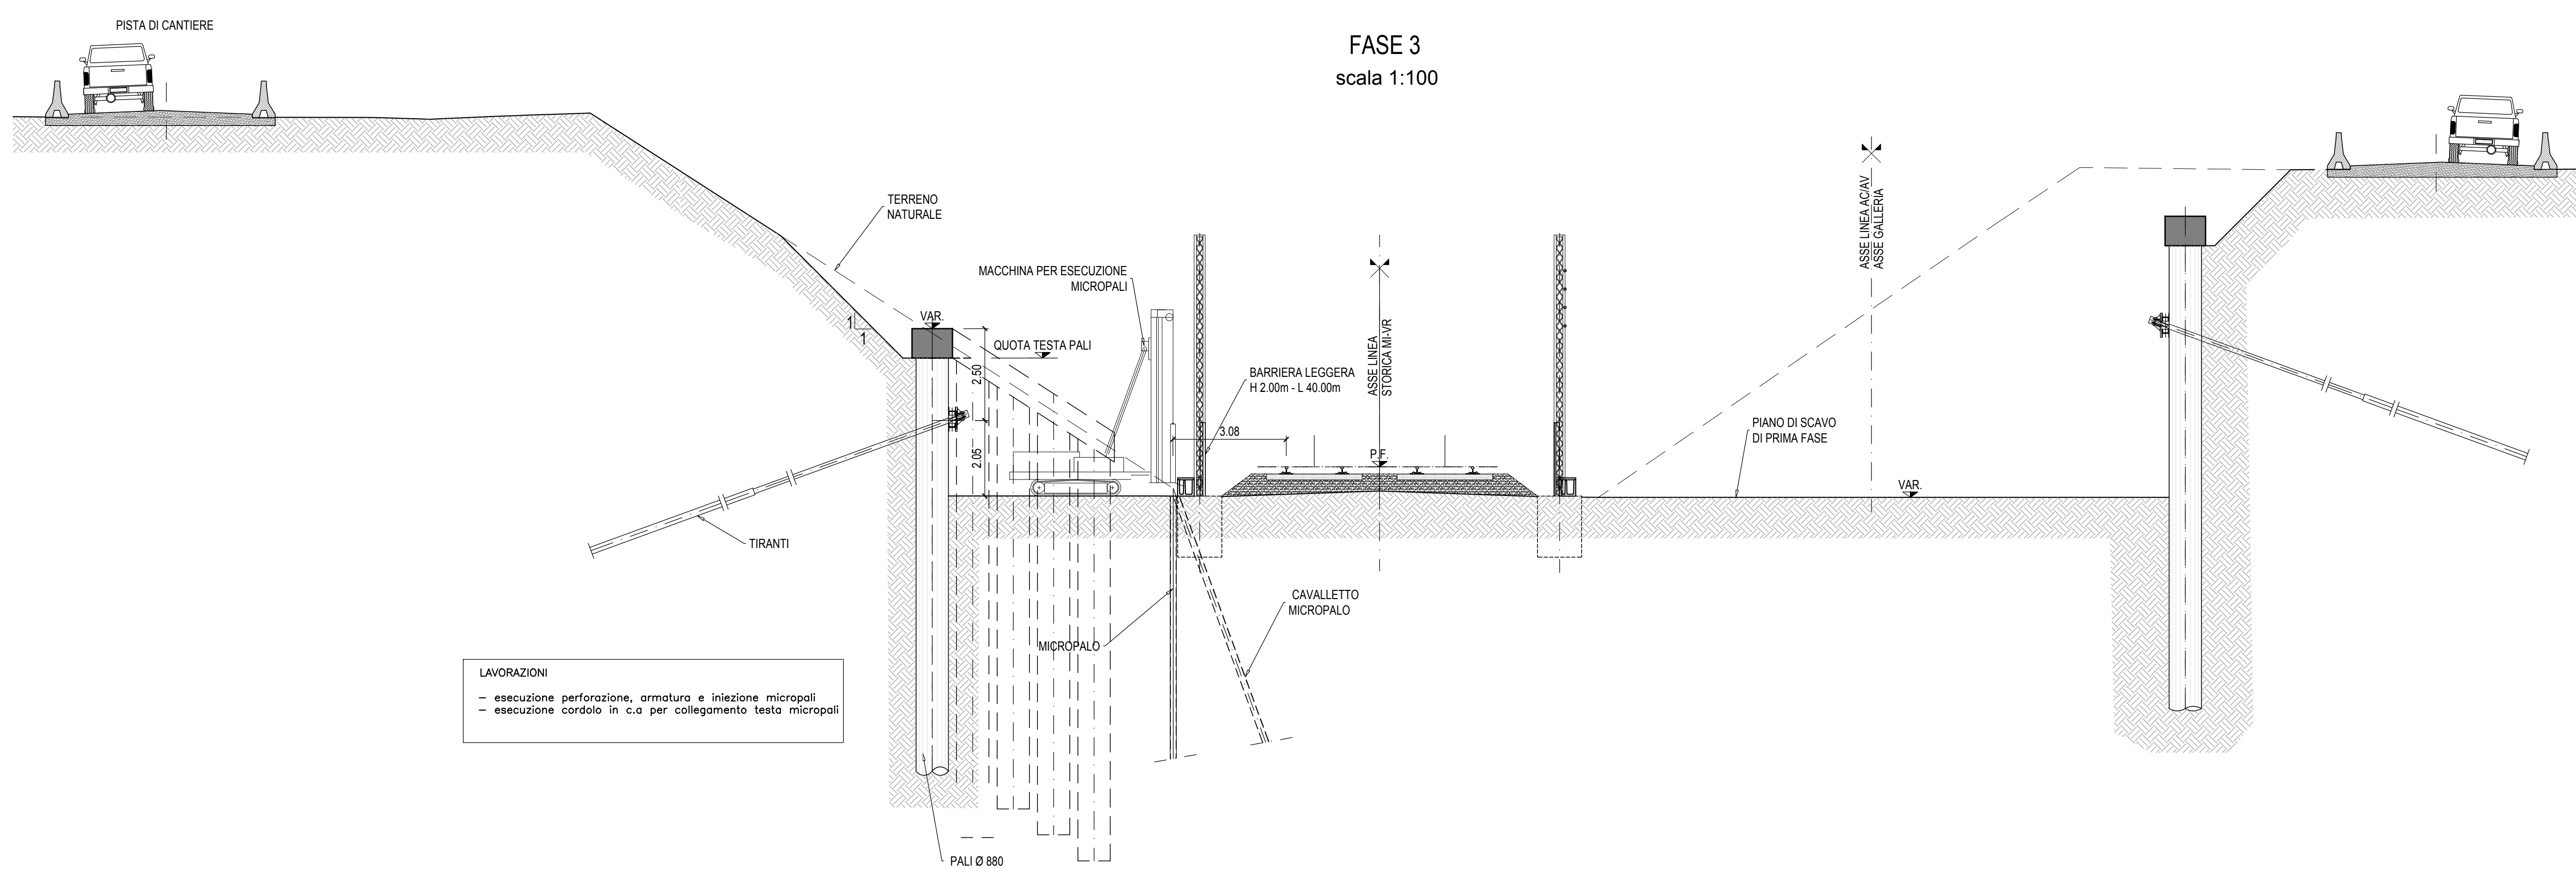 PISTA DI CANTIERE
FASE 3
scala 1:100
TERRENO
NATURALE
MACCHINA PER ESECUZIONE
MICROPALI
VAR.
1
1
QUOTA TESTA PALI
2.50
2.05
BARRIERA LEGGERA
H 2.00m - L 40.00m
3.08
ASSE LINEA
STORICA MI-VR
P.F.
ASSE LINEA AC/AV
ASSE GALLERIA
PIANO DI SCAVO
DI PRIMA FASE
VAR.
TIRANTI
CAVALLETTO
MICROPALO
MICROPALO
LAVORAZIONI
- esecuzione perforazione, armatura e iniezione micropali
- esecuzione cordolo in c.a per collegamento testa micropali
PALI Ø 880